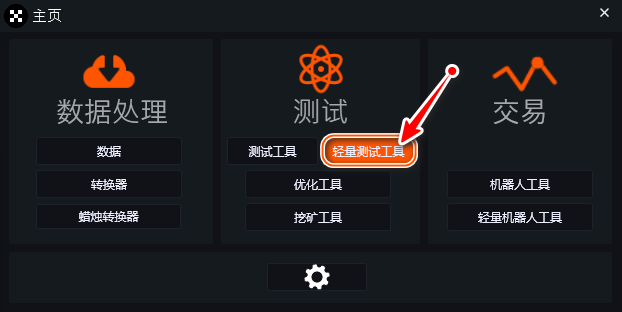 主页
数据处理
测试
交易
数据
测试工具
轻量测试工具
转换器
优化工具
机器人工具
蜡烛转换器
挖矿工具
轻量机器人工具